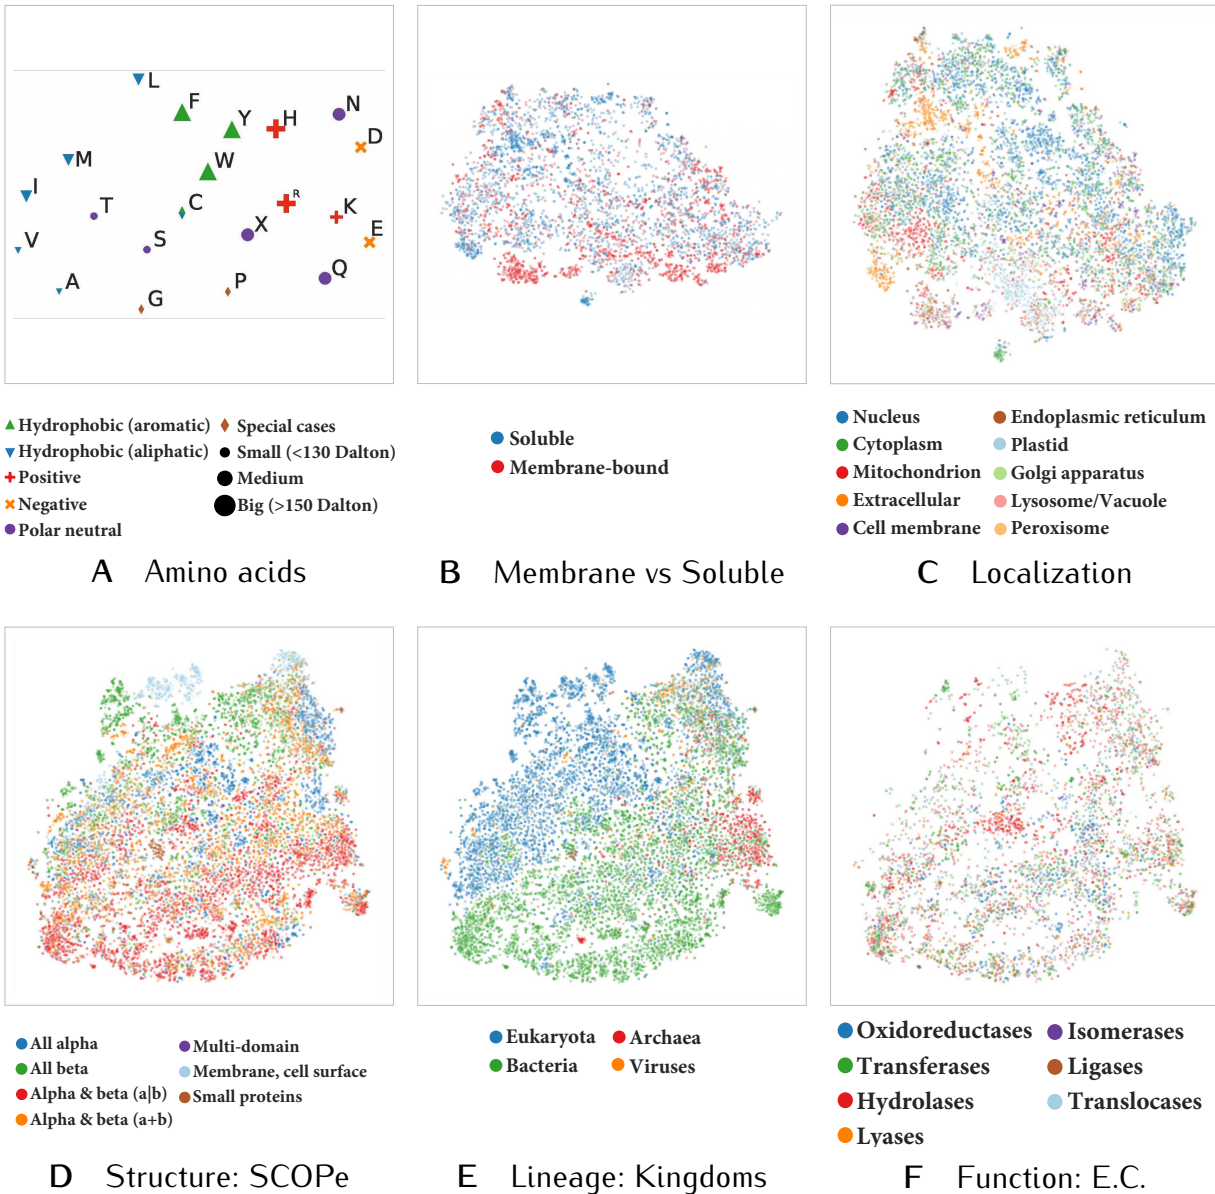 L
F
Y
H
N
D
M
W
I
T
C
R
K
V
S
X
E
A
P
Q
G
Hydrophobic (aromatic)
Hydrophobic (aliphatic)
Positive
Negative
Polar neutral
Special cases
Small (<130 Dalton)
Medium
Big (>150 Dalton)
A Amino acids
Soluble
Membrane-bound
B Membrane vs Soluble
Nucleus
Cytoplasm
Mitochondrion
Extracellular
Cell membrane
Endoplasmic reticulum
Plastid
Golgi apparatus
Lysosome/Vacuole
Peroxisome
C Localization
All alpha
All beta
Alpha & beta (a|b)
Alpha & beta (a+b)
Multi-domain
Membrane, cell surface
Small proteins
D Structure: SCOPe
Eukaryota
Bacteria
Archaea
Viruses
E Lineage: Kingdoms
Oxidoreductases
Transferases
Hydrolases
Lyases
Isomerases
Ligases
Translocases
F Function: E.C.